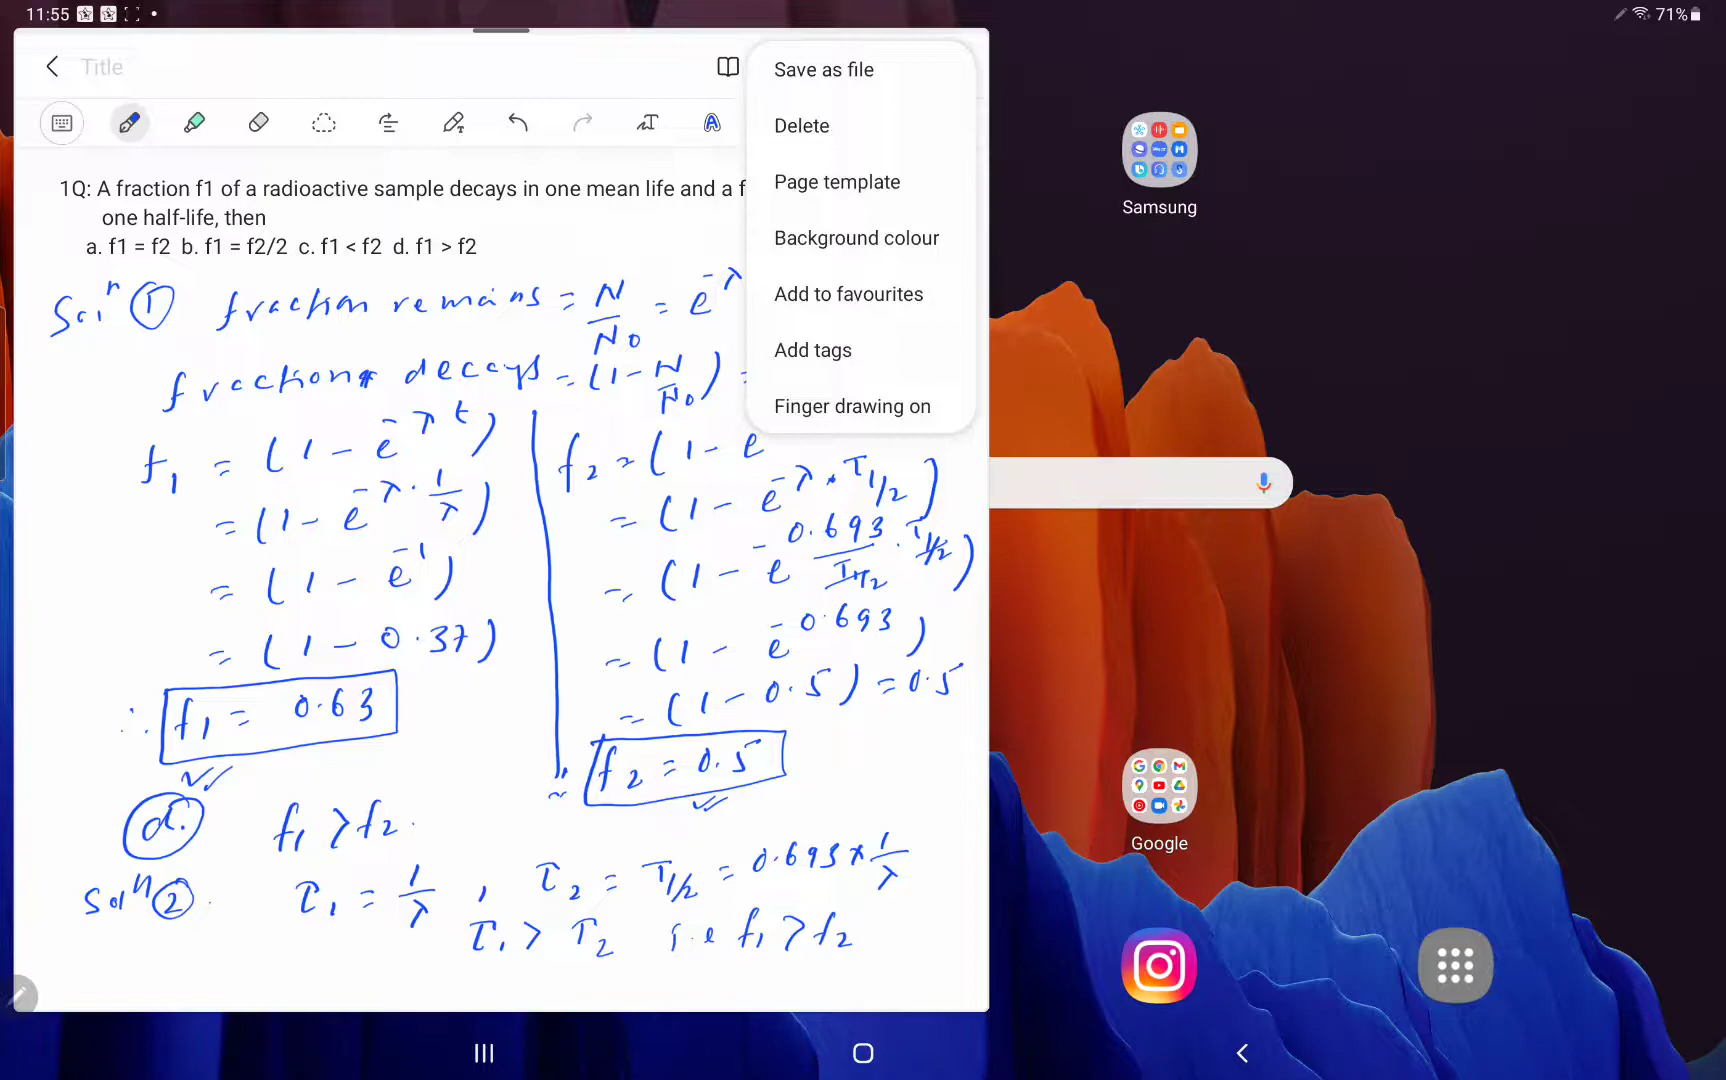 11:55
71%
Title
Save as file
Delete
Page template
Background colour
Add to favourites
Add tags
Finger drawing on
1Q: A fraction f1 of a radioactive sample decays in one mean life and a f
one half-life, then
a. f1 = f2 b. f1 = f2/2 c. f1 < f2 d. f1 > f2
Solⁿ ① fraction remains = N/N₀ = e^-λ
fraction decays = (1 - N/N₀) =
f₁ = (1 - e^-λt)
= (1 - e^-λ·1/λ)
= (1 - e^-1)
= (1 - 0.37)
∴ f₁ = 0.63
f₂ = (1 - e
= (1 - e^-λ·T1/2)
= (1 - e^-0.693/T1/2·T1/2)
= (1 - e^-0.693)
= (1 - 0.5) = 0.5
f₂ = 0.5
d. f₁ > f₂.
Solⁿ ②. τ₁ = 1/λ , τ₂ = T1/2 = 0.693 × 1/λ
τ₁ > τ₂ i.e f₁ > f₂
Samsung
Google